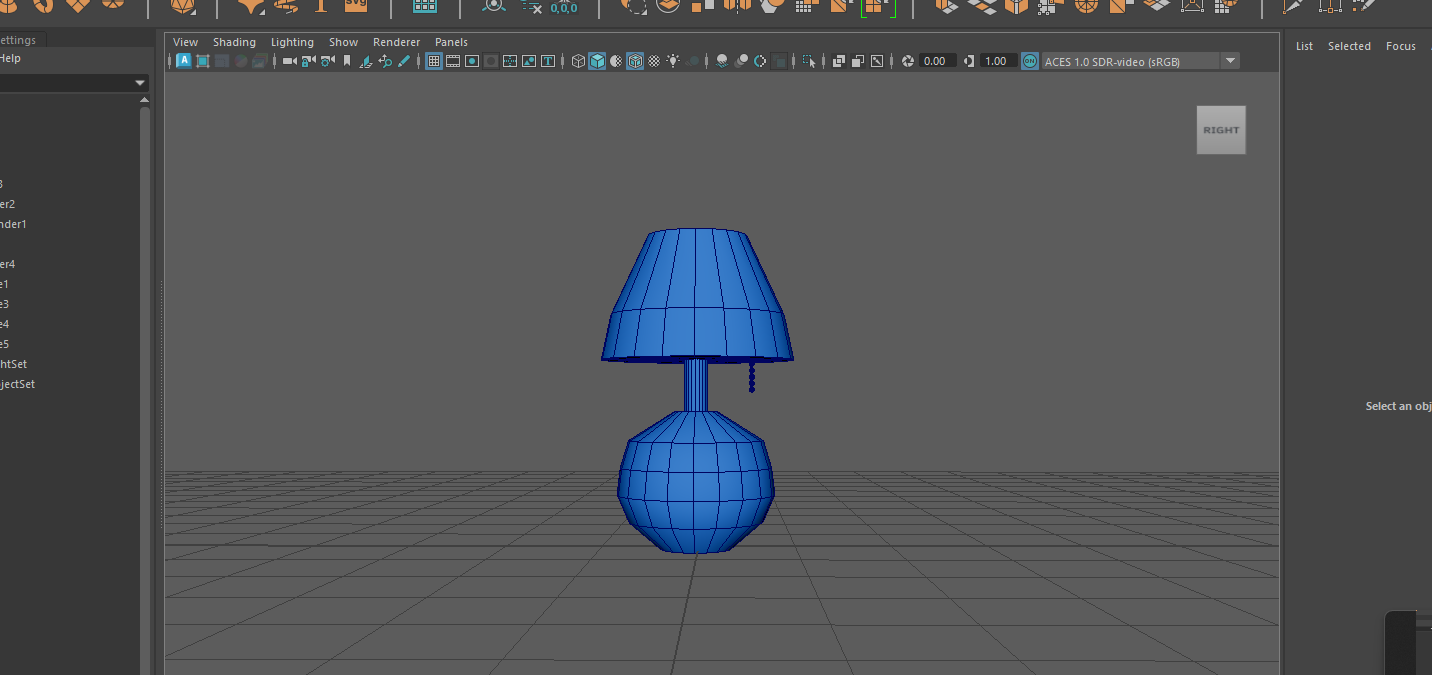 svg
0,0,0
ettings
Help
View Shading Lighting Show Renderer Panels
List Selected Focus
A
T
0.00
1.00
ON
ACES 1.0 SDR-video (sRGB)
RIGHT
3
er2
nder1
er4
e1
e3
e4
e5
htSet
jectSet
Select an obj